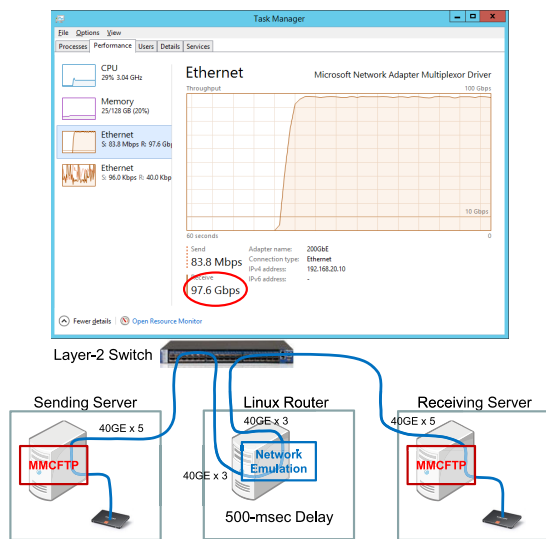 Task Manager
File Options View
Processes Performance Users Details Services
CPU
29% 3.04 GHz
Memory
25/128 GB (20%)
Ethernet
S: 83.8 Mbps R: 97.6 Gbp
Ethernet
S: 96.0 Kbps R: 40.0 Kbp
Ethernet
Microsoft Network Adapter Multiplexor Driver
Throughput
100 Gbps
10 Gbps
60 seconds
0
Send
83.8 Mbps
Receive
97.6 Gbps
Adapter name: 200GbE
Connection type: Ethernet
IPv4 address: 192.168.20.10
IPv6 address: -
Fewer details
Open Resource Monitor
Layer-2 Switch
Sending Server
Linux Router
Receiving Server
40GE x 5
40GE x 3
40GE x 5
MMCFTP
Network
Emulation
MMCFTP
40GE x 3
500-msec Delay